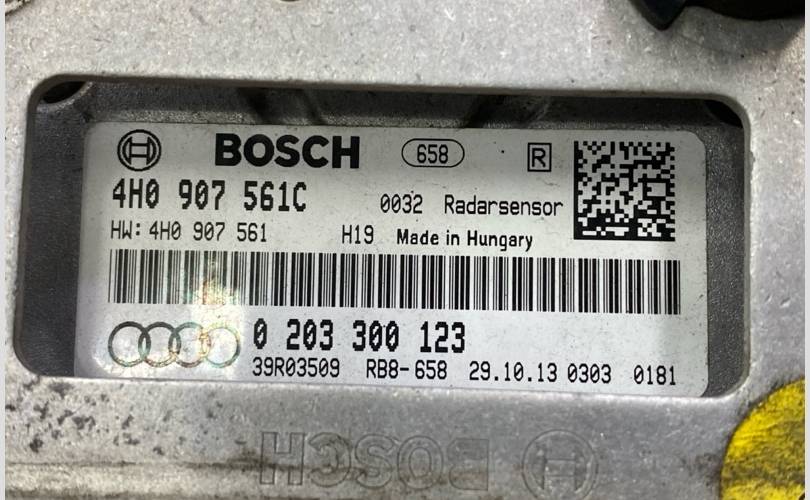 BOSCH 658 R
4H0 907 561C 0032 Radarsensor
HW: 4H0 907 561 H19 Made in Hungary
0 203 300 123
39R03509 RB8-658 29.10.13 0303 0181
BOSCH